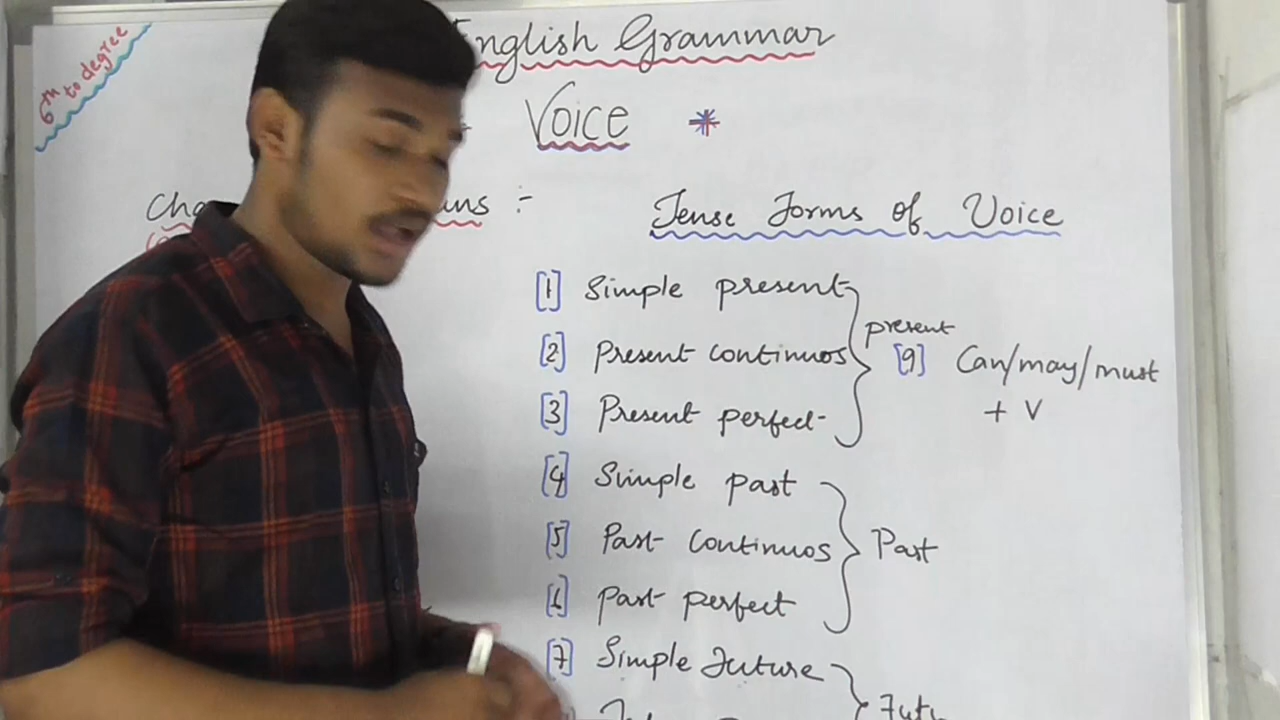 6th to degree
English Grammar
Voice *
:-
Tense Forms of Voice
[1] Simple present
[2] Present continuos
[3] Present perfect
present
[9] Can/may/must
+ V
[4] Simple past
[5] Past continuos
[6] Past perfect
Past
[7] Simple Future